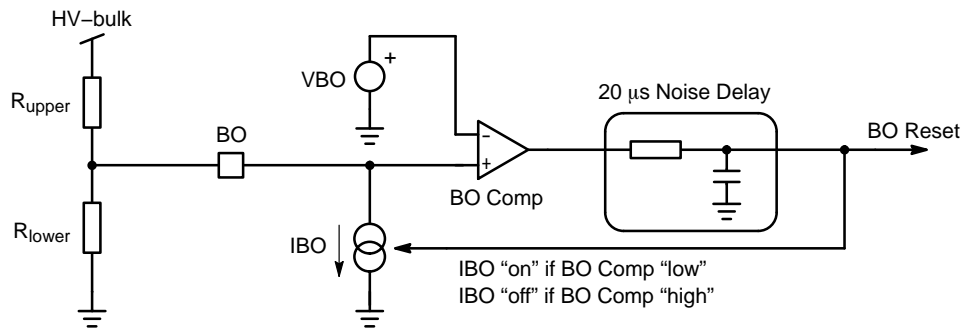 HV−bulk
Rupper
BO
Rlower
VBO
+
−
+
BO Comp
IBO
20 μs Noise Delay
BO Reset
IBO “on” if BO Comp “low”
IBO “off” if BO Comp “high”